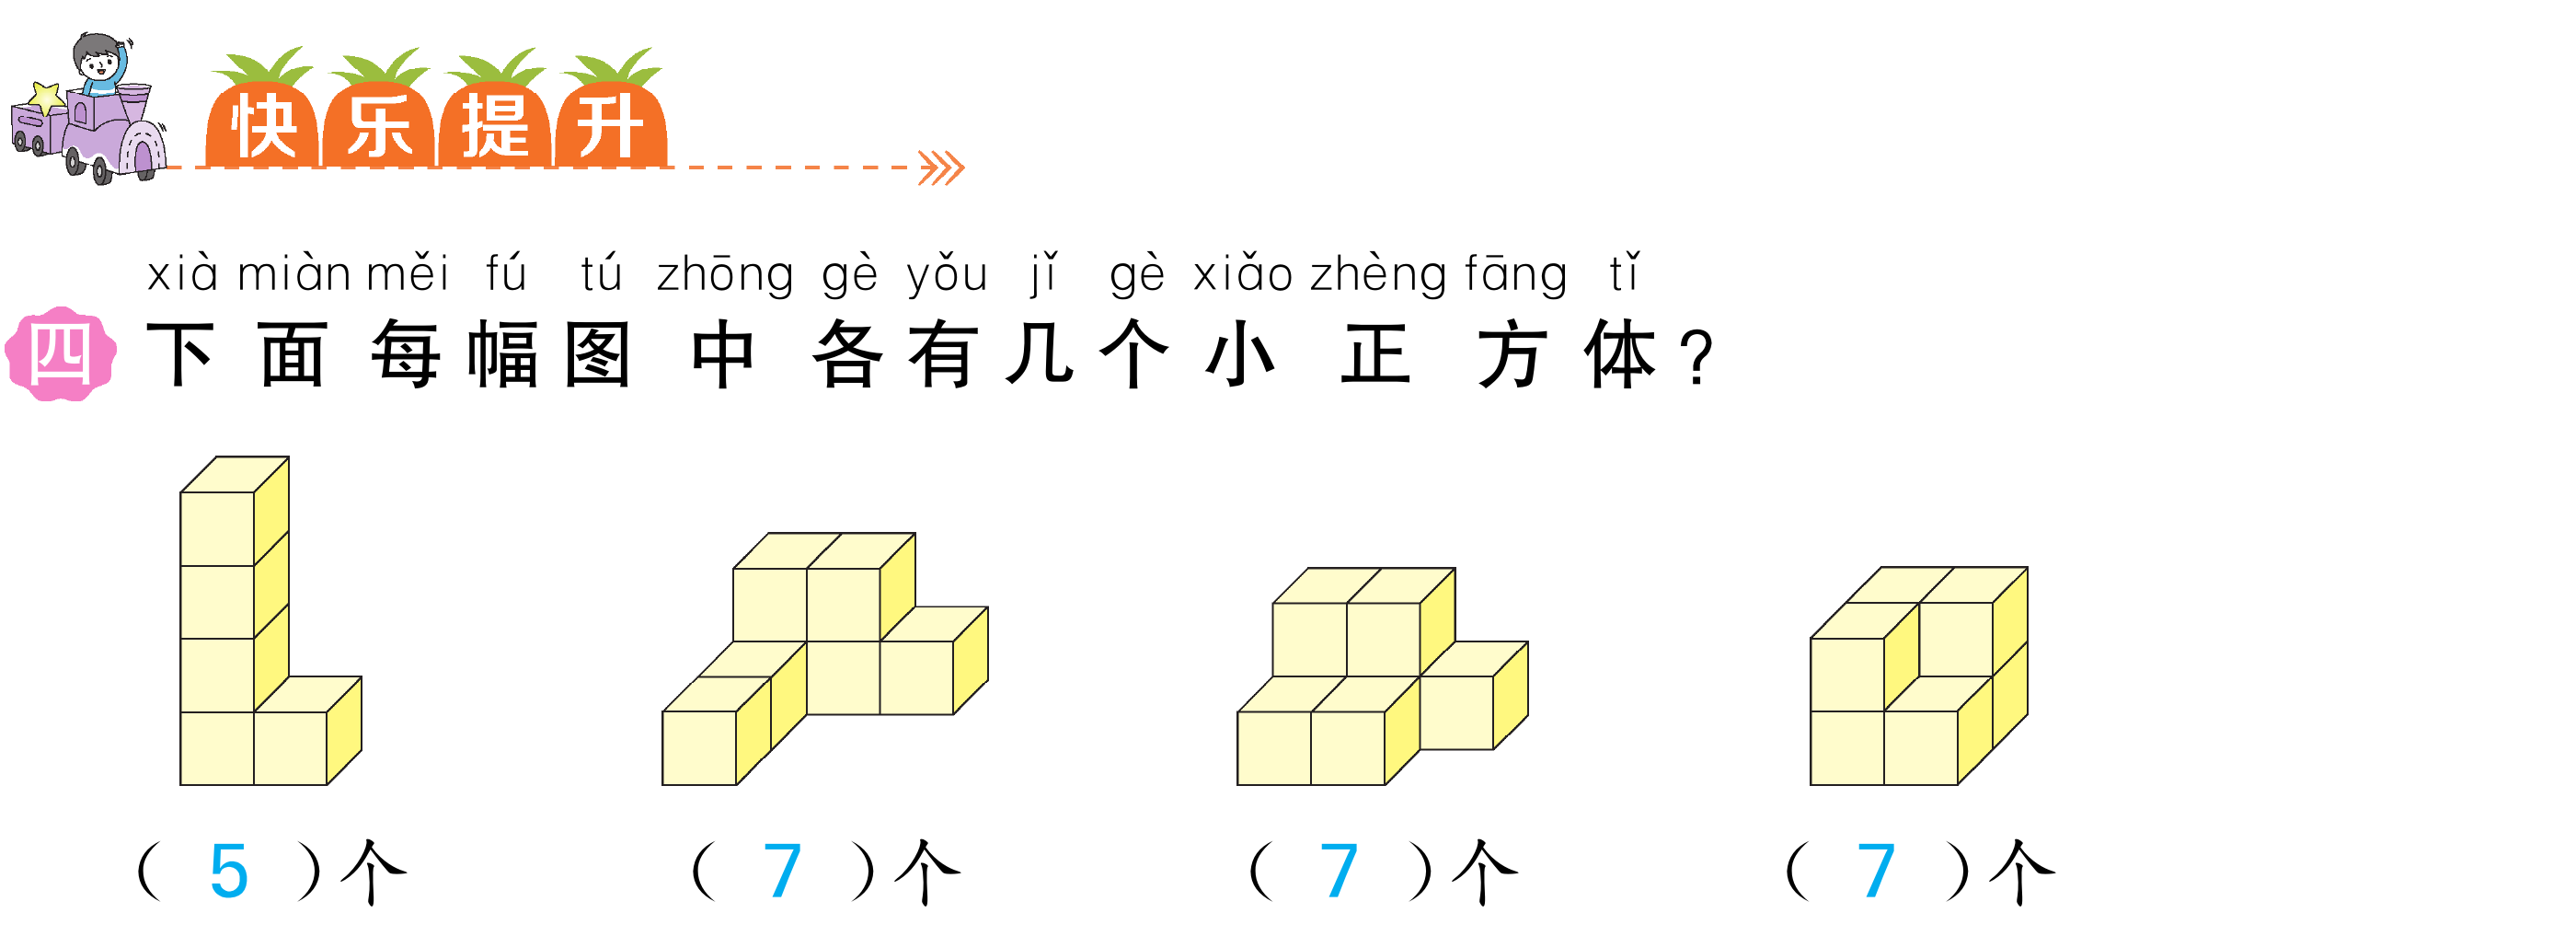 快乐提升
xià miàn měi fú tú zhōng gè yǒu jǐ gè xiǎo zhèng fāng tǐ
四 下面每幅图中各有几个小正方体?
( 5 )个 ( 7 )个 ( 7 )个 ( 7 )个